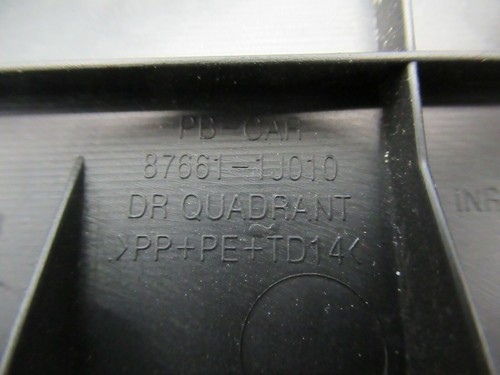 PB-CAR
87661-1J010
DR QUADRANT
>PP+PE+TD14<